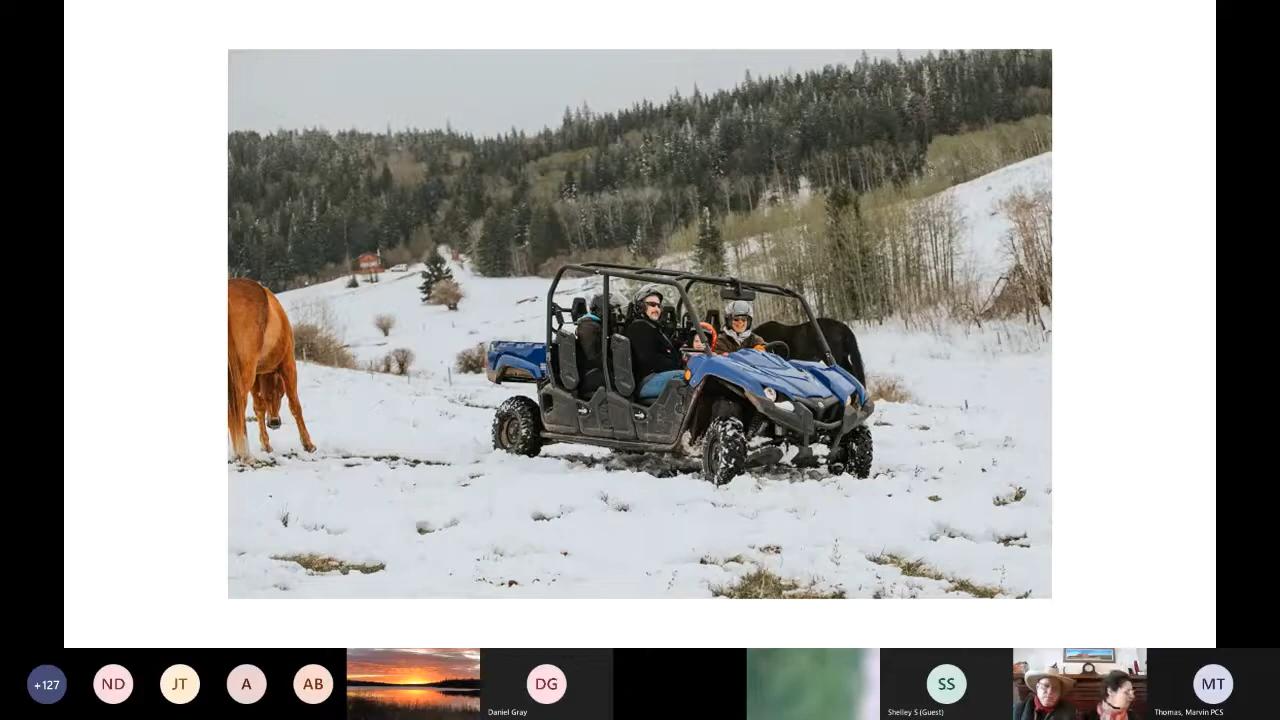 +127
ND
JT
A
AB
DG
Daniel Gray
SS
Shelley S (Guest)
MT
Thomas, Marvin PCS